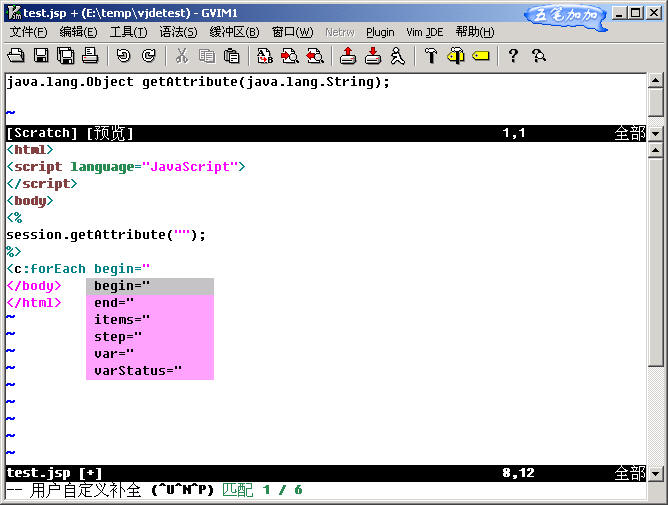 test.jsp + (E:\temp\vjdetest) - GVIM1
五笔加加
文件(F) 编辑(E) 工具(T) 语法(S) 缓冲区(B) 窗口(W) Netrw Plugin Vim JDE 帮助(H)
java.lang.Object getAttribute(java.lang.String);
~
[Scratch] [预览] 1,1 全部
<html>
<script language="JavaScript">
</script>
<body>
<%
session.getAttribute("");
%>
<c:forEach begin="
</body> begin="
</html> end="
~ items="
~ step="
~ var="
~ varStatus="
~
~
~
~
~
test.jsp [+] 8,12 全部
-- 用户自定义补全 (^U^N^P) 匹配 1 / 6